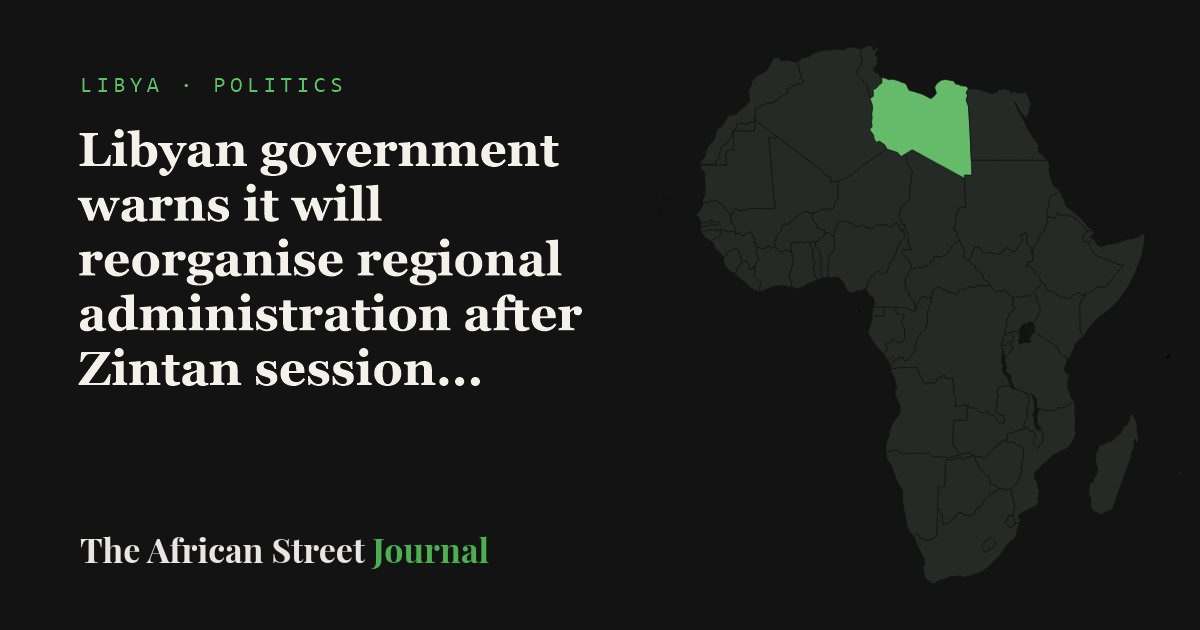 LIBYA · POLITICS
Libyan government
warns it will
reorganise regional
administration after
Zintan session...
The African Street Journal